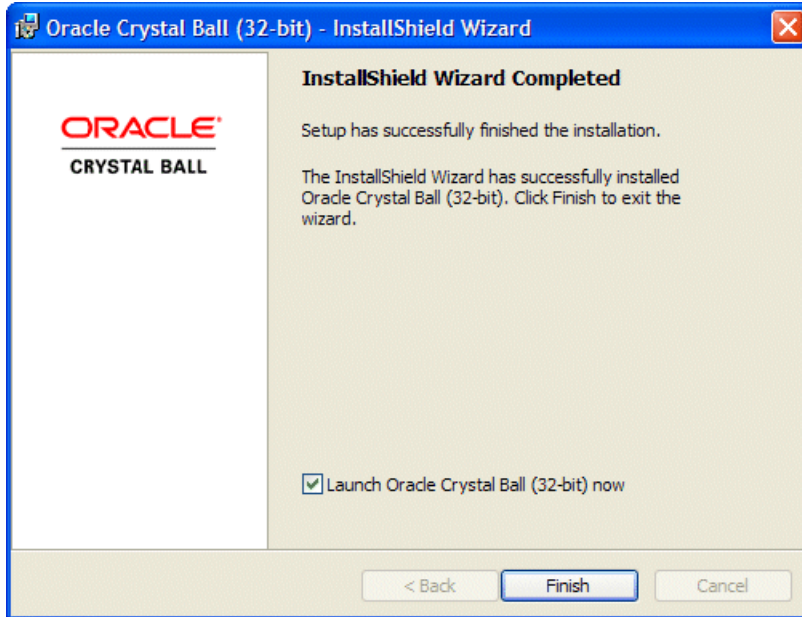 Oracle Crystal Ball (32-bit) - InstallShield Wizard
ORACLE®
CRYSTAL BALL
InstallShield Wizard Completed
Setup has successfully finished the installation.
The InstallShield Wizard has successfully installed
Oracle Crystal Ball (32-bit). Click Finish to exit the
wizard.
Launch Oracle Crystal Ball (32-bit) now
< Back
Finish
Cancel